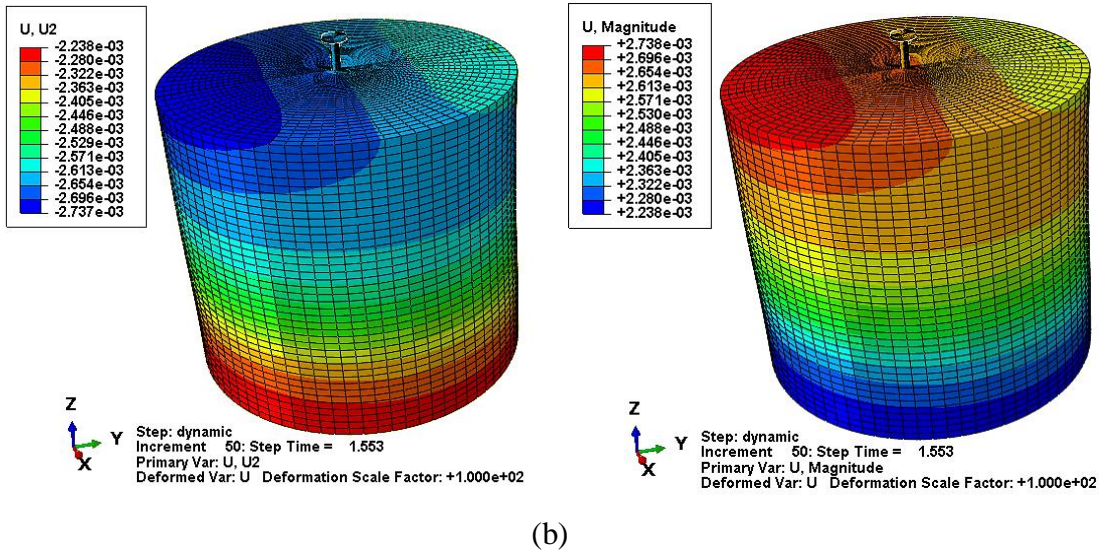 U, U2
-2.238e-03
-2.280e-03
-2.322e-03
-2.363e-03
-2.405e-03
-2.446e-03
-2.488e-03
-2.529e-03
-2.571e-03
-2.613e-03
-2.654e-03
-2.696e-03
-2.737e-03
Z
Y
X
Step: dynamic
Increment 50: Step Time = 1.553
Primary Var: U, U2
Deformed Var: U Deformation Scale Factor: +1.000e+02
U, Magnitude
+2.738e-03
+2.696e-03
+2.654e-03
+2.613e-03
+2.571e-03
+2.530e-03
+2.488e-03
+2.446e-03
+2.405e-03
+2.363e-03
+2.322e-03
+2.280e-03
+2.238e-03
Z
Y
X
Step: dynamic
Increment 50: Step Time = 1.553
Primary Var: U, Magnitude
Deformed Var: U Deformation Scale Factor: +1.000e+02
(b)